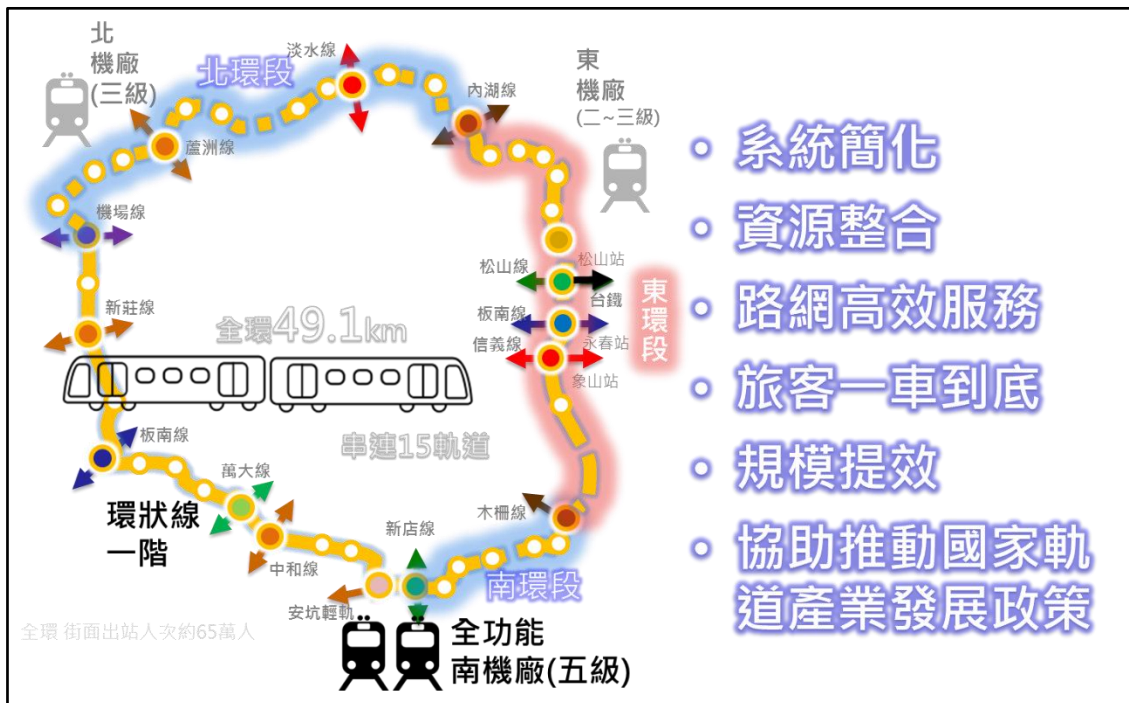 北
機廠
(三級)
北環段
淡水線
內湖線
東
機廠
(二~三級)
蘆洲線
機場線
新莊線
全環49.1km
松山線
松山站
台鐵
板南線
信義線
永春站
象山站
東環段
串連15軌道
板南線
萬大線
環狀線
一階
中和線
新店線
木柵線
南環段
安坑輕軌
全功能
南機廠(五級)
全環 街面出站人次約65萬人
• 系統簡化
• 資源整合
• 路網高效服務
• 旅客一車到底
• 規模提效
• 協助推動國家軌
道產業發展政策